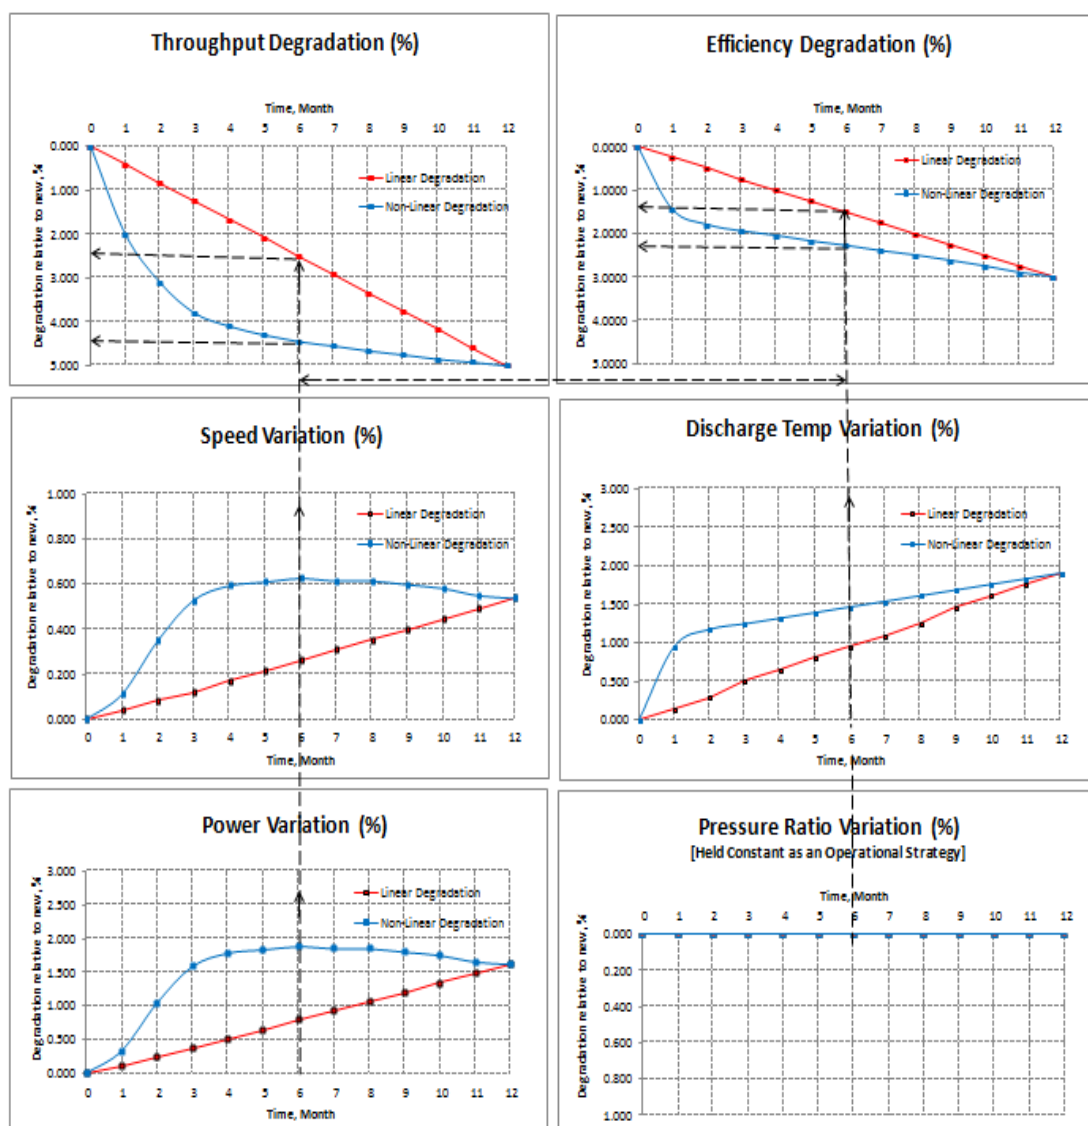 Throughput Degradation (%)
Time, Month
0 1 2 3 4 5 6 7 8 9 10 11 12
0.000
1.000
2.000
3.000
4.000
5.000
Degradation relative to new, %
Linear Degradation
Non-Linear Degradation
Efficiency Degradation (%)
Time, Month
0 1 2 3 4 5 6 7 8 9 10 11 12
0.0000
1.0000
2.0000
3.0000
4.0000
5.0000
Degradation relative to new, %
Linear Degradation
Non-Linear Degradation
Speed Variation (%)
1.000
0.800
0.600
0.400
0.200
0.000
Degradation relative to new, %
Linear Degradation
Non-Linear Degradation
0 1 2 3 4 5 6 7 8 9 10 11 12
Time, Month
Discharge Temp Variation (%)
3.000
2.500
2.000
1.500
1.000
0.500
0.000
Degradation relative to new, %
Linear Degradation
Non-Linear Degradation
0 1 2 3 4 5 6 7 8 9 10 11 12
Time, Month
Power Variation (%)
3.000
2.500
2.000
1.500
1.000
0.500
0.000
Degradation relative to new, %
Linear Degradation
Non-Linear Degradation
0 1 2 3 4 5 6 7 8 9 10 11 12
Time, Month
Pressure Ratio Variation (%)
[Held Constant as an Operational Strategy]
Time, Month
0 1 2 3 4 5 6 7 8 9 10 11 12
0.000
0.200
0.400
0.600
0.800
1.000
Degradation relative to new, %